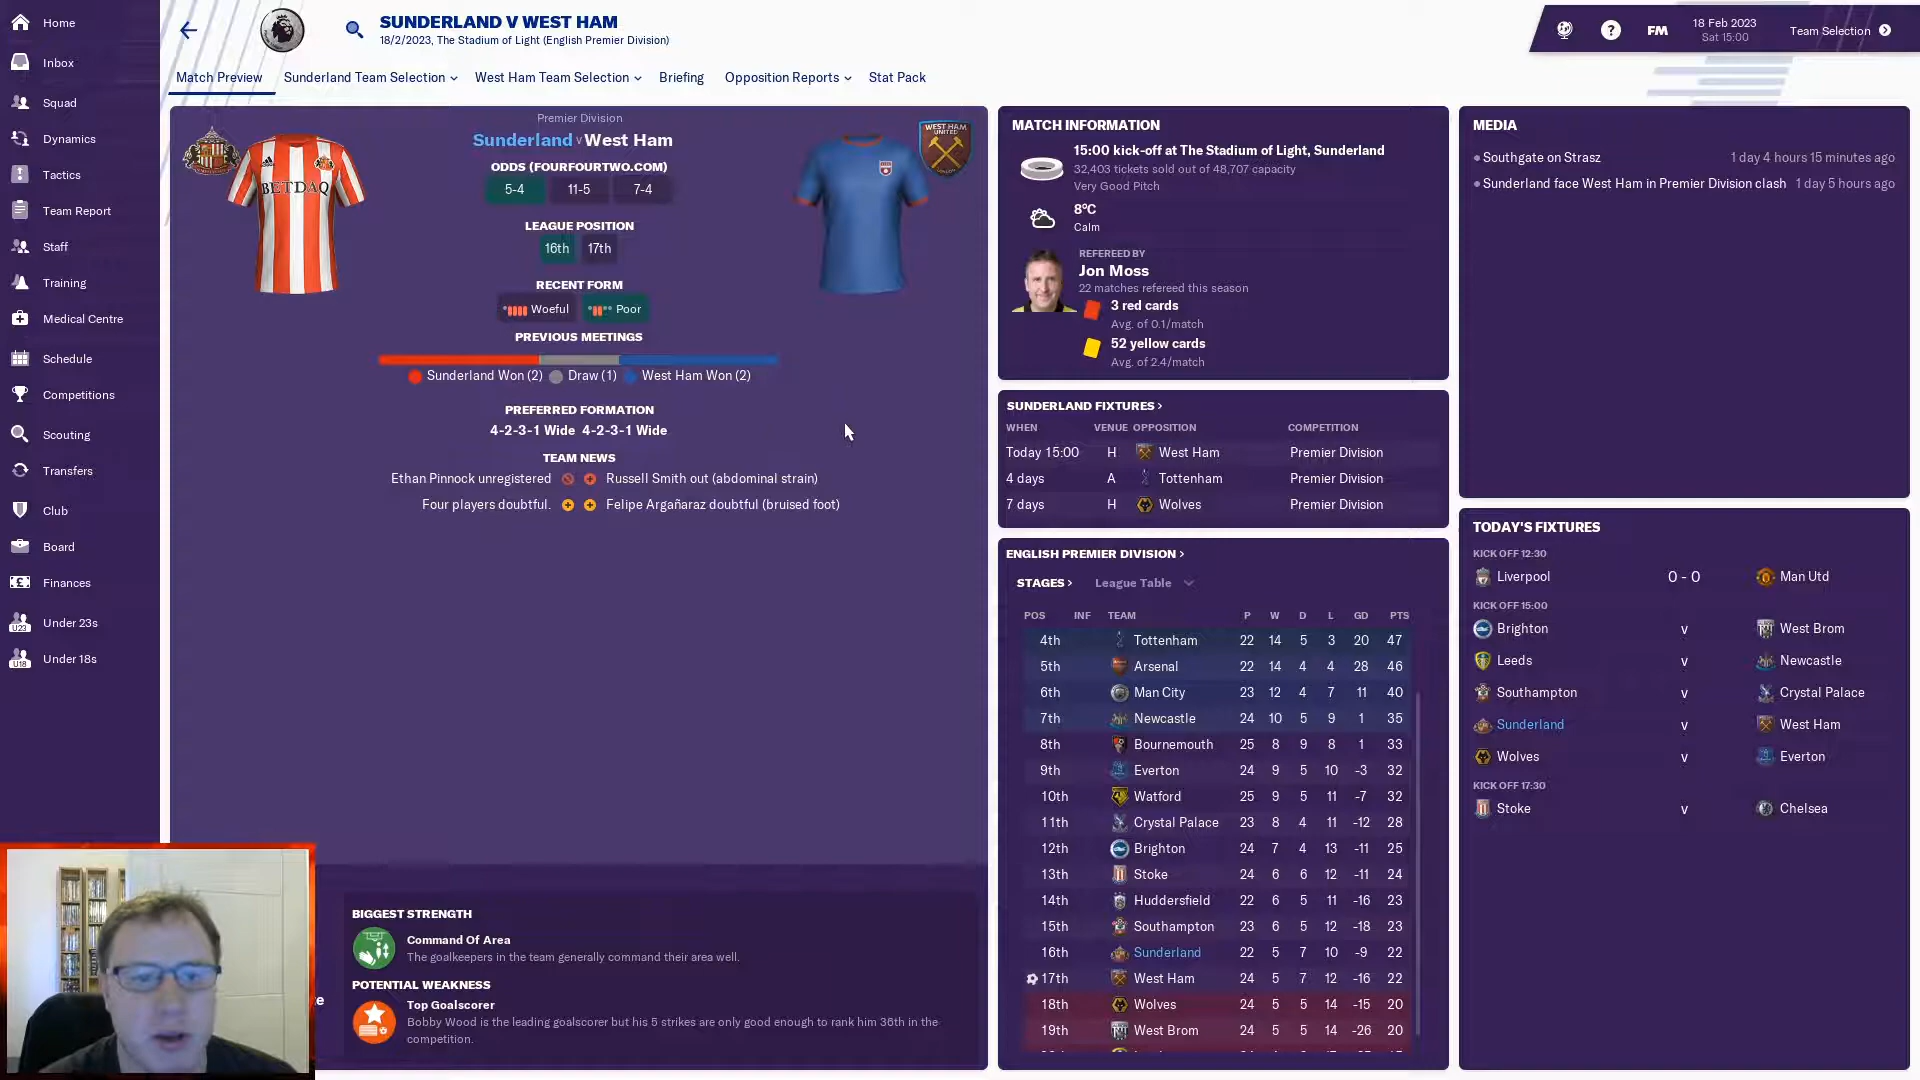 Home
Inbox
Squad
Dynamics
Tactics
Team Report
Staff
Training
Medical Centre
Schedule
Competitions
Scouting
Transfers
Club
Board
Finances
U23 Under 23s
U18 Under 18s
SUNDERLAND V WEST HAM
18/2/2023, The Stadium of Light (English Premier Division)
? FM 18 Feb 2023
Sat 15:00
Team Selection
Match Preview Sunderland Team Selection West Ham Team Selection Briefing Opposition Reports Stat Pack
Premier Division
Sunderland v West Ham
ODDS (FOURFOURTWO.COM)
5-4 11-5 7-4
LEAGUE POSITION
16th 17th
RECENT FORM
Woeful Poor
PREVIOUS MEETINGS
Sunderland Won (2) Draw (1) West Ham Won (2)
PREFERRED FORMATION
4-2-3-1 Wide 4-2-3-1 Wide
TEAM NEWS
Ethan Pinnock unregistered Russell Smith out (abdominal strain)
Four players doubtful. Felipe Argañaraz doubtful (bruised foot)
BETDAQ
WEST HAM
UNITED
LONDON
BIGGEST STRENGTH
Command Of Area
The goalkeepers in the team generally command their area well.
POTENTIAL WEAKNESS
Top Goalscorer
Bobby Wood is the leading goalscorer but his 5 strikes are only good enough to rank him 36th in the
competition.
MATCH INFORMATION
15:00 kick-off at The Stadium of Light, Sunderland
32,403 tickets sold out of 48,707 capacity
Very Good Pitch
8°C
Calm
REFEREED BY
Jon Moss
22 matches refereed this season
3 red cards
Avg. of 0.1/match
52 yellow cards
Avg. of 2.4/match
SUNDERLAND FIXTURES >
WHEN VENUE OPPOSITION COMPETITION
Today 15:00 H West Ham Premier Division
4 days A Tottenham Premier Division
7 days H Wolves Premier Division
ENGLISH PREMIER DIVISION >
STAGES > League Table
POS INF TEAM P W D L GD PTS
4th Tottenham 22 14 5 3 20 47
5th Arsenal 22 14 4 4 28 46
6th Man City 23 12 4 7 11 40
7th Newcastle 24 10 5 9 1 35
8th Bournemouth 25 8 9 8 1 33
9th Everton 24 9 5 10 -3 32
10th Watford 25 9 5 11 -7 32
11th Crystal Palace 23 8 4 11 -12 28
12th Brighton 24 7 4 13 -11 25
13th Stoke 24 6 6 12 -11 24
14th Huddersfield 22 6 5 11 -16 23
15th Southampton 23 6 5 12 -18 23
16th Sunderland 22 5 7 10 -9 22
17th West Ham 24 5 7 12 -16 22
18th Wolves 24 5 5 14 -15 20
19th West Brom 24 5 5 14 -26 20
MEDIA
Southgate on Strasz 1 day 4 hours 15 minutes ago
Sunderland face West Ham in Premier Division clash 1 day 5 hours ago
TODAY'S FIXTURES
KICK OFF 12:30
Liverpool 0 - 0 Man Utd
KICK OFF 15:00
Brighton v West Brom
Leeds v Newcastle
Southampton v Crystal Palace
Sunderland v West Ham
Wolves v Everton
KICK OFF 17:30
Stoke v Chelsea